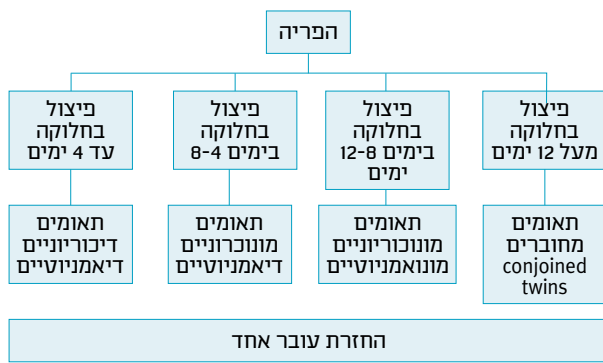 הפריה
פיצול
בחלוקה
מעל 12 ימים
פיצול
בחלוקה
בימים 12-8
ימים
פיצול
בחלוקה
בימים 8-4
פיצול
בחלוקה
עד 4 ימים
תאומים
מחוברים
conjoined
twins
תאומים
מונוכוריוניים
מונואמניוטיים
תאומים
מונוכרוניים
דיאמניוטיים
תאומים
דיכוריוניים
דיאמניוטיים
החזרת עובר אחד